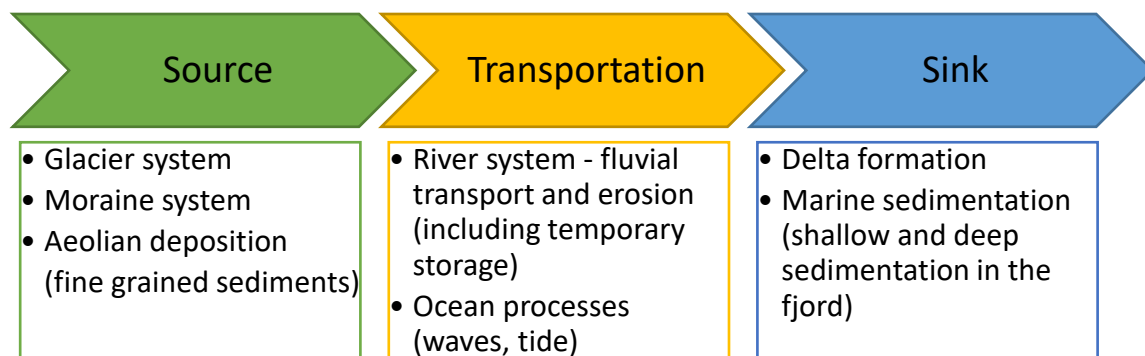 Source
• Glacier system
• Moraine system
• Aeolian deposition
(fine grained sediments)
Transportation
• River system - fluvial
transport and erosion
(including temporary
storage)
• Ocean processes
(waves, tide)
Sink
• Delta formation
• Marine sedimentation
(shallow and deep
sedimentation in the
fjord)